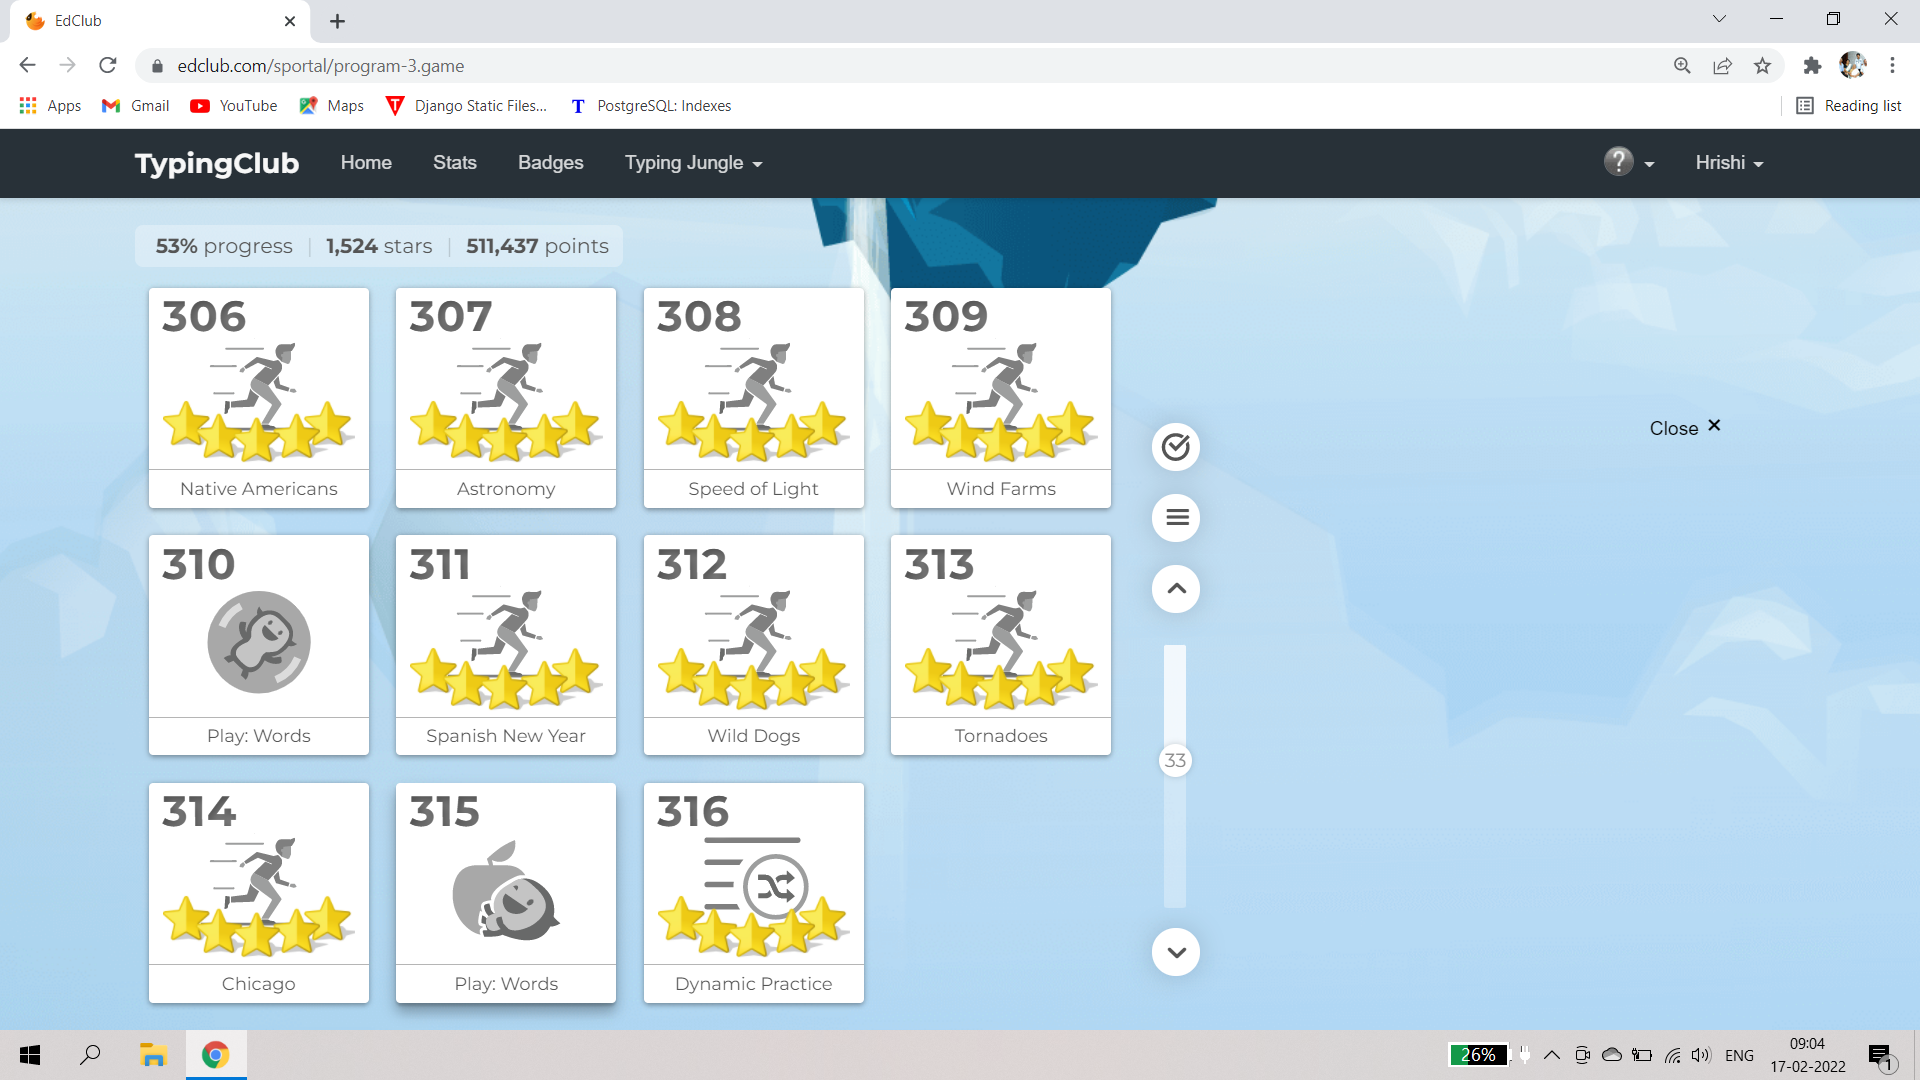 EdClub
edclub.com/sportal/program-3.game
Apps Gmail YouTube Maps Django Static Files... PostgreSQL: Indexes Reading list
TypingClub Home Stats Badges Typing Jungle ? Hrishi
53% progress | 1,524 stars | 511,437 points
306 307 308 309
Close ✕
Native Americans Astronomy Speed of Light Wind Farms
310 311 312 313
Play: Words Spanish New Year Wild Dogs Tornadoes
33
314 315 316
Chicago Play: Words Dynamic Practice
26% ENG 09:04
17-02-2022 1